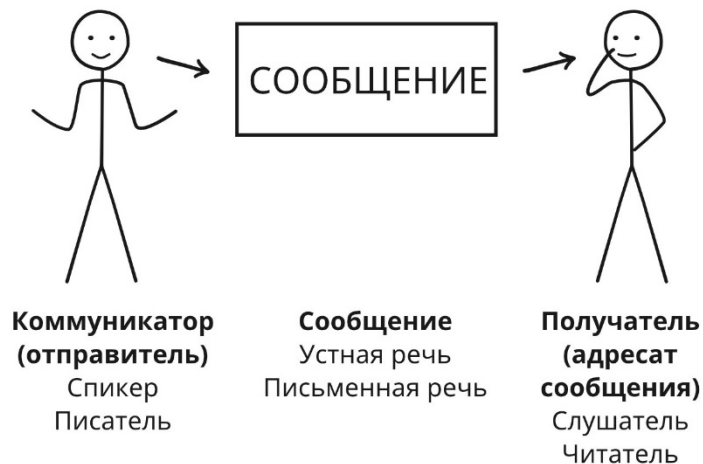 СООБЩЕНИЕ
Коммуникатор
(отправитель)
Спикер
Писатель
Сообщение
Устная речь
Письменная речь
Получатель
(адресат
сообщения)
Слушатель
Читатель